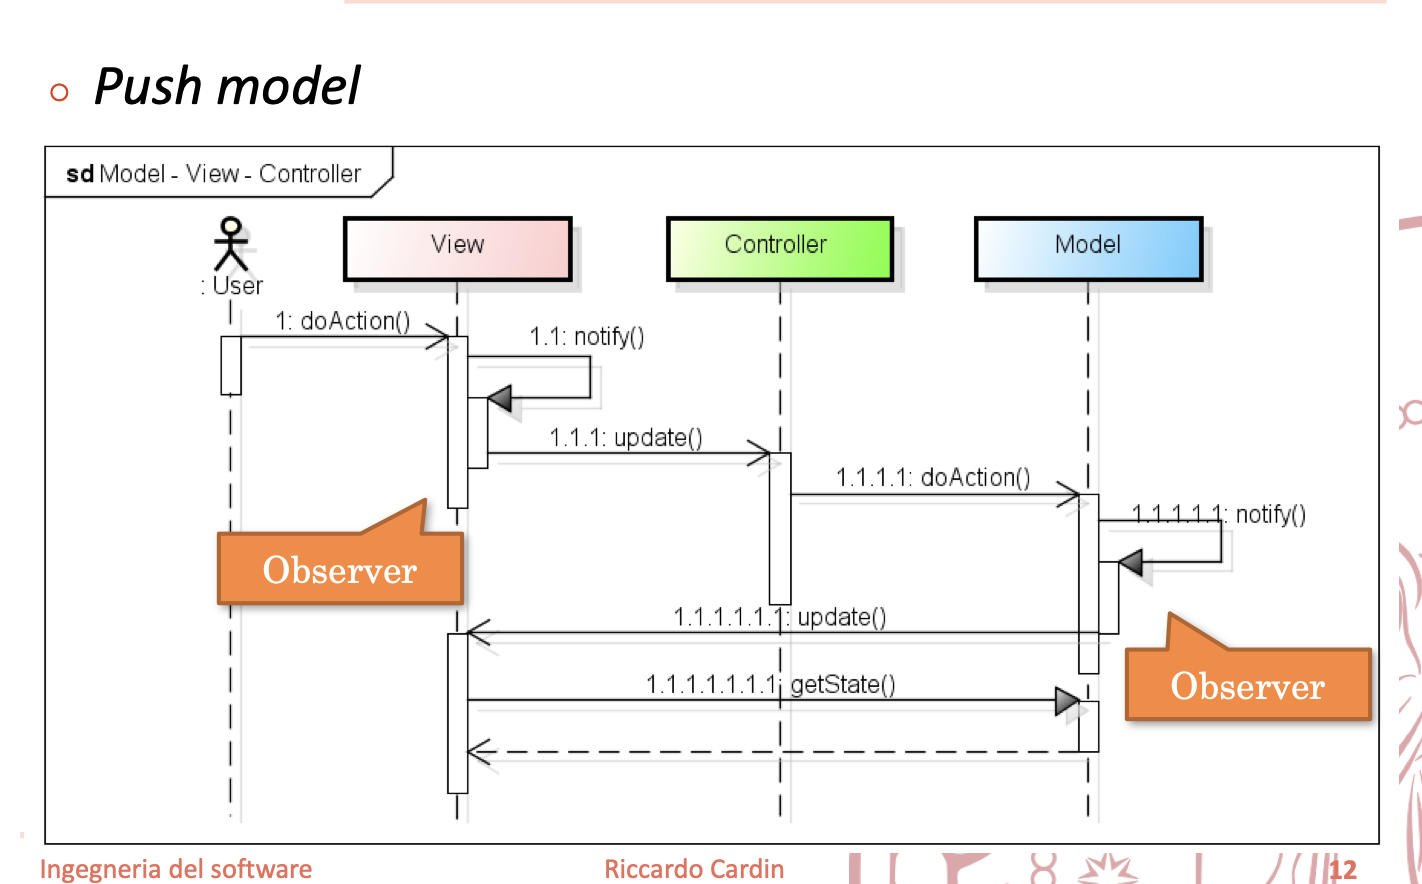 Push model
sd Model - View - Controller
: User
View
Controller
Model
1: doAction()
1.1: notify()
1.1.1: update()
1.1.1.1: doAction()
1.1.1.1.1: notify()
Observer
1.1.1.1.1.1: update()
1.1.1.1.1.1.1: getState()
Observer
Ingegneria del software
Riccardo Cardin
12